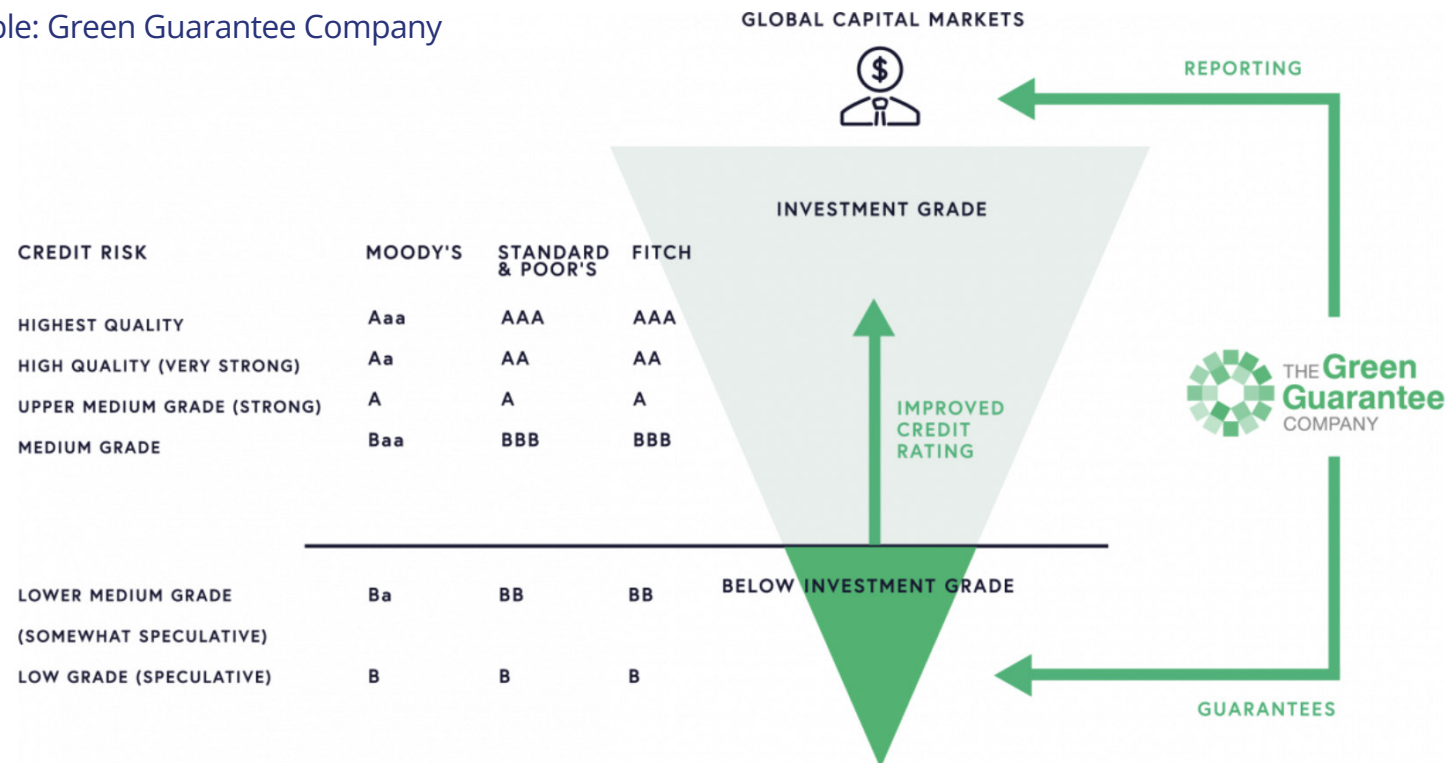 ble: Green Guarantee Company
GLOBAL CAPITAL MARKETS
$
REPORTING
INVESTMENT GRADE
CREDIT RISK MOODY'S STANDARD & POOR'S FITCH
HIGHEST QUALITY Aaa AAA AAA
HIGH QUALITY (VERY STRONG) Aa AA AA
UPPER MEDIUM GRADE (STRONG) A A A
MEDIUM GRADE Baa BBB BBB
IMPROVED
CREDIT
RATING
THE Green
Guarantee
COMPANY
BELOW INVESTMENT GRADE
LOWER MEDIUM GRADE Ba BB BB
(SOMEWHAT SPECULATIVE)
LOW GRADE (SPECULATIVE) B B B
GUARANTEES